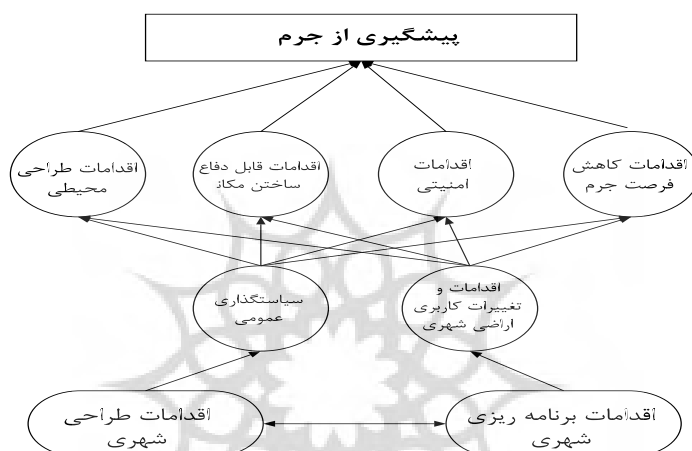 پیشگیری از جرم
اقدامات کاهش
فرصت جرم
اقدامات
امنیتی
اقدامات قابل دفاع
ساختن مکان
اقدامات طراحی
محیطی
اقدامات و
تغییرات کاربری
اراضی شهری
سیاستگذاری
عمومی
اقدامات برنامه ریزی
شهری
اقدامات طراحی
شهری